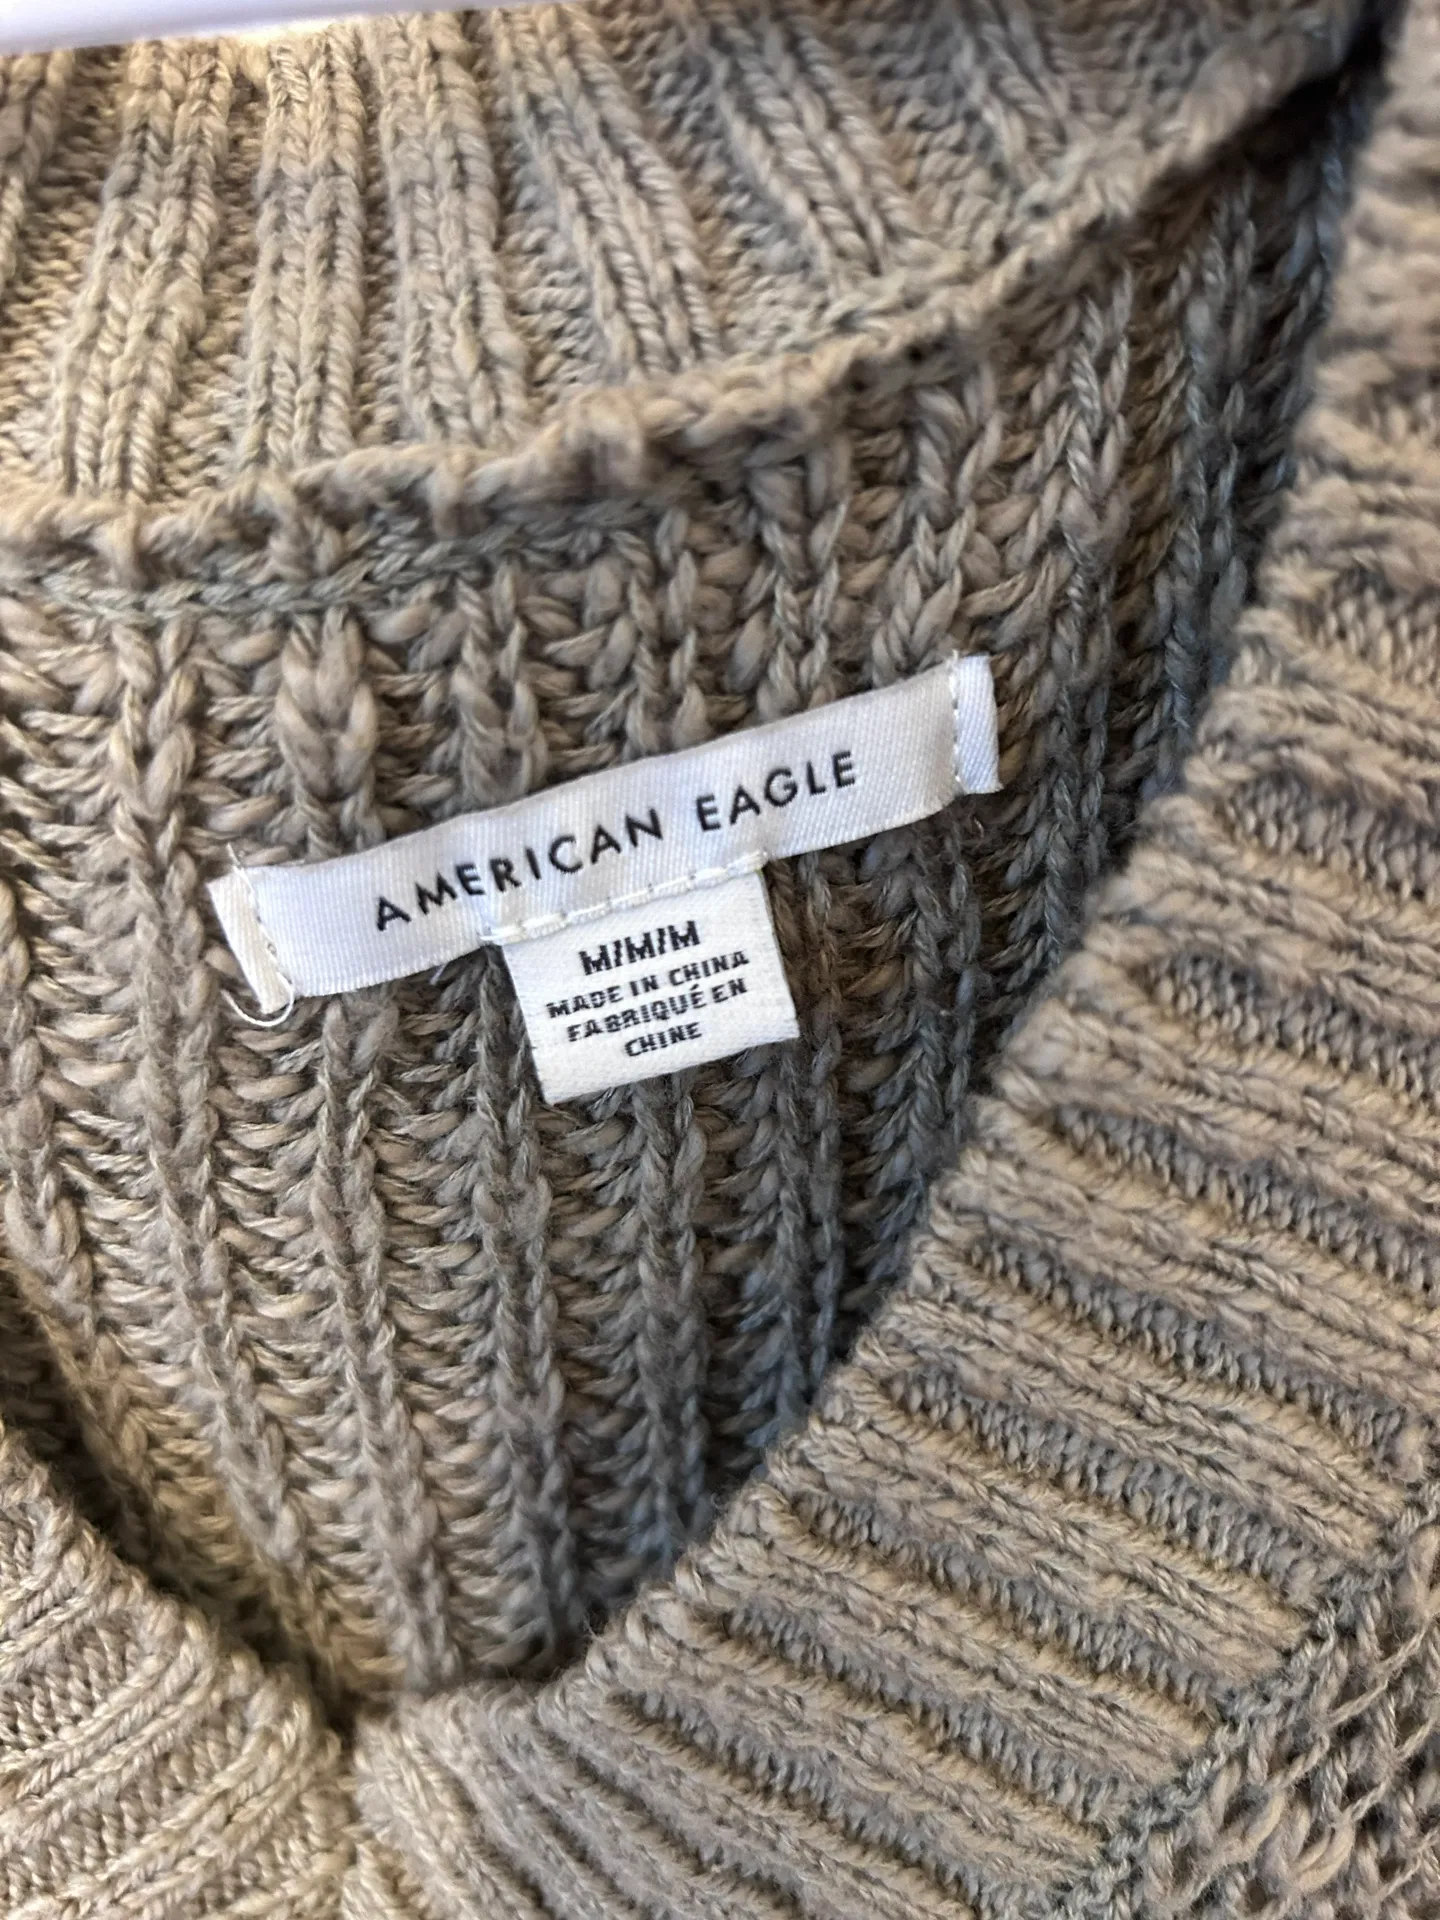 AMERICAN EAGLE
M/M/M
MADE IN CHINA
FABRIQUÉ EN
CHINE